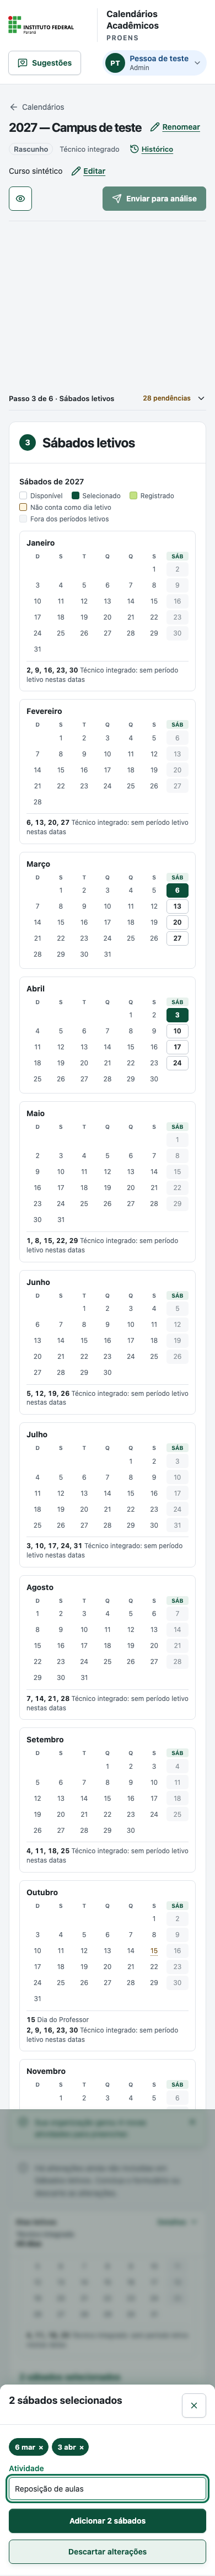 INSTITUTO FEDERAL
Paraná
Calendários
Acadêmicos
PROENS
Sugestões
PT
Pessoa de teste
Admin
Calendários
2027 — Campus de teste
Renomear
Rascunho Técnico integrado Histórico
Curso sintético Editar
Enviar para análise
Passo 3 de 6 · Sábados letivos 28 pendências
3 Sábados letivos
Sábados de 2027
Disponível Selecionado Registrado
Não conta como dia letivo
Fora dos períodos letivos
Janeiro
D S T Q Q S SÁB
1 2
3 4 5 6 7 8 9
10 11 12 13 14 15 16
17 18 19 20 21 22 23
24 25 26 27 28 29 30
31
2, 9, 16, 23, 30 Técnico integrado: sem período
letivo nestas datas
Fevereiro
D S T Q Q S SÁB
1 2 3 4 5 6
7 8 9 10 11 12 13
14 15 16 17 18 19 20
21 22 23 24 25 26 27
28
6, 13, 20, 27 Técnico integrado: sem período letivo
nestas datas
Março
D S T Q Q S SÁB
1 2 3 4 5 6
7 8 9 10 11 12 13
14 15 16 17 18 19 20
21 22 23 24 25 26 27
28 29 30 31
Abril
D S T Q Q S SÁB
1 2 3
4 5 6 7 8 9 10
11 12 13 14 15 16 17
18 19 20 21 22 23 24
25 26 27 28 29 30
Maio
D S T Q Q S SÁB
1
2 3 4 5 6 7 8
9 10 11 12 13 14 15
16 17 18 19 20 21 22
23 24 25 26 27 28 29
30 31
1, 8, 15, 22, 29 Técnico integrado: sem período
letivo nestas datas
Junho
D S T Q Q S SÁB
1 2 3 4 5
6 7 8 9 10 11 12
13 14 15 16 17 18 19
20 21 22 23 24 25 26
27 28 29 30
5, 12, 19, 26 Técnico integrado: sem período letivo
nestas datas
Julho
D S T Q Q S SÁB
1 2 3
4 5 6 7 8 9 10
11 12 13 14 15 16 17
18 19 20 21 22 23 24
25 26 27 28 29 30 31
3, 10, 17, 24, 31 Técnico integrado: sem período
letivo nestas datas
Agosto
D S T Q Q S SÁB
1 2 3 4 5 6 7
8 9 10 11 12 13 14
15 16 17 18 19 20 21
22 23 24 25 26 27 28
29 30 31
7, 14, 21, 28 Técnico integrado: sem período letivo
nestas datas
Setembro
D S T Q Q S SÁB
1 2 3 4
5 6 7 8 9 10 11
12 13 14 15 16 17 18
19 20 21 22 23 24 25
26 27 28 29 30
4, 11, 18, 25 Técnico integrado: sem período letivo
nestas datas
Outubro
D S T Q Q S SÁB
1 2
3 4 5 6 7 8 9
10 11 12 13 14 15 16
17 18 19 20 21 22 23
24 25 26 27 28 29 30
31
15 Dia do Professor
2, 9, 16, 23, 30 Técnico integrado: sem período
letivo nestas datas
Novembro
D S T Q Q S SÁB
1 2 3 4 5 6
2 sábados selecionados
×
6 mar × 3 abr ×
Atividade
Reposição de aulas
Adicionar 2 sábados
Descartar alterações